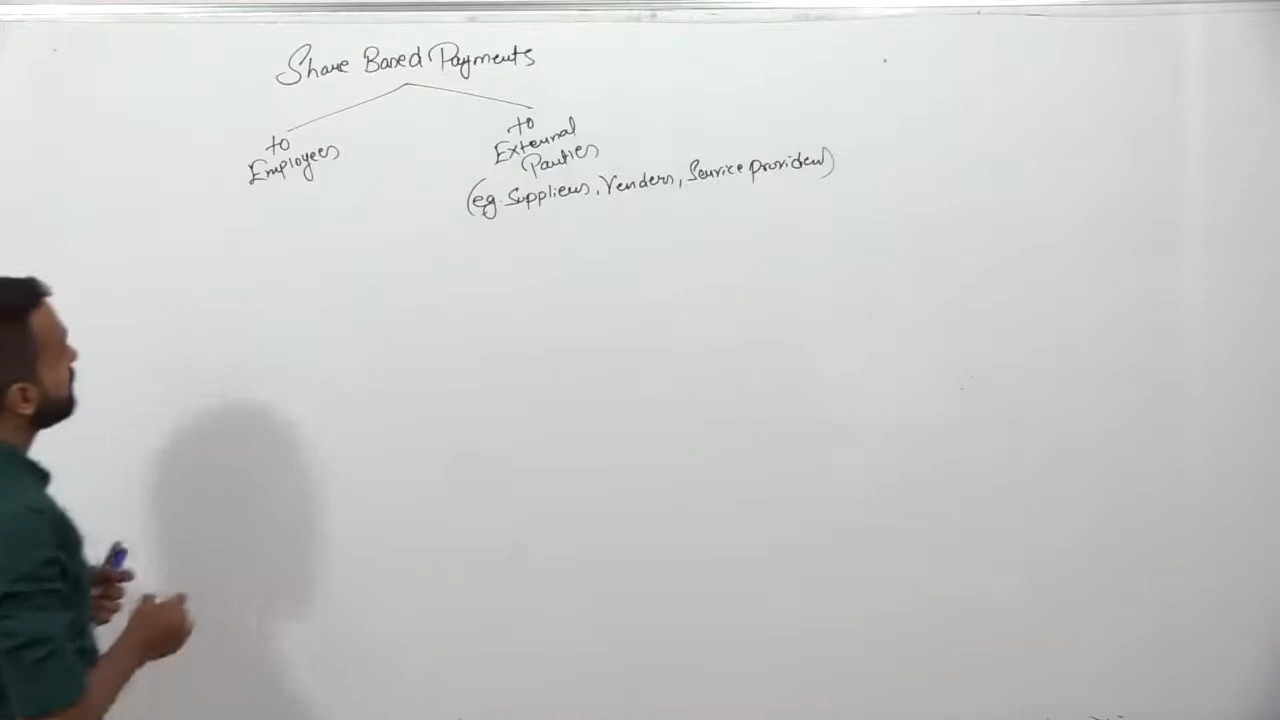 Share Based Payments
to
Employees
to
External
Parties
(eg. Suppliers, Venders, Service providers)